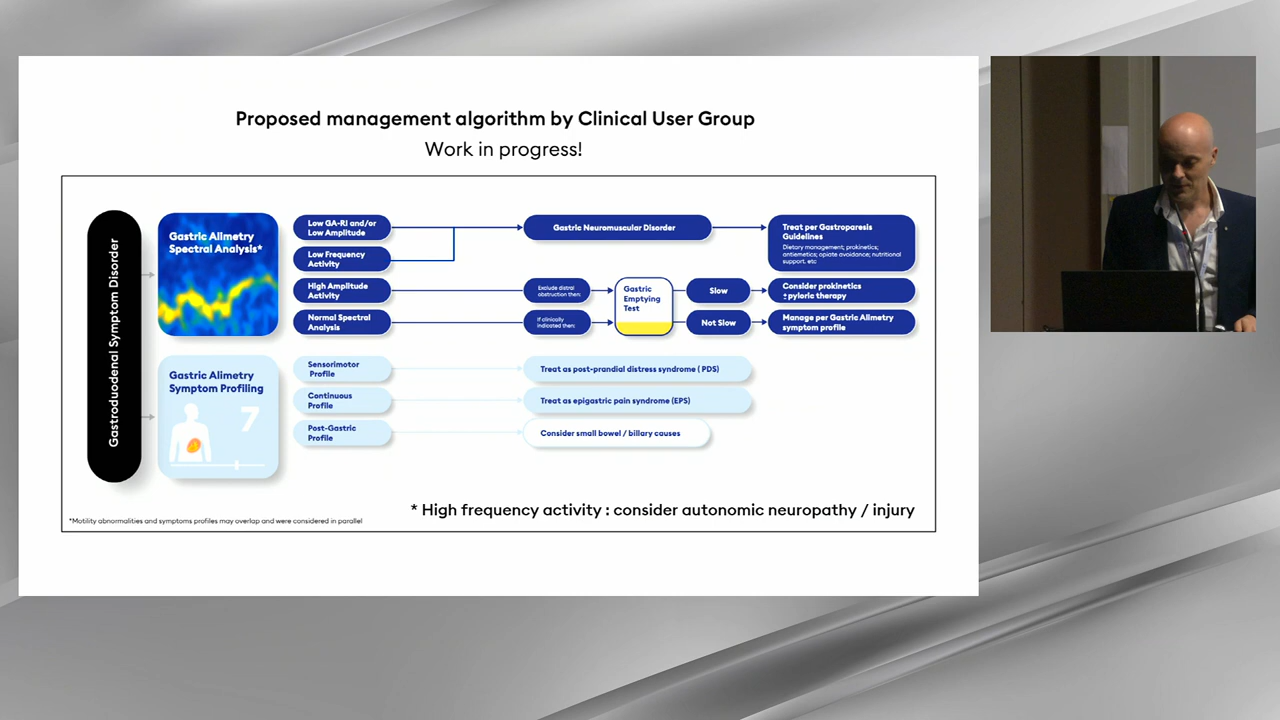 Proposed management algorithm by Clinical User Group
Work in progress!
Gastroduodenal Symptom Disorder
Gastric Alimetry
Spectral Analysis*
Low GA-RI and/or
Low Amplitude
Gastric Neuromuscular Disorder
Treat per Gastroparesis
Guidelines
Dietary management; prokinetics;
antiemetics; opiate avoidance; nutritional
support, etc
Low Frequency
Activity
High Amplitude
Activity
Exclude distal
obstruction then:
Gastric
Emptying
Test
Slow
Consider prokinetics
± pyloric therapy
Normal Spectral
Analysis
If clinically
indicated then:
Not Slow
Manage per Gastric Alimetry
symptom profile
Gastric Alimetry
Symptom Profiling
7
Sensorimotor
Profile
Treat as post-prandial distress syndrome ( PDS)
Continuous
Profile
Treat as epigastric pain syndrome (EPS)
Post-Gastric
Profile
Consider small bowel / biliary causes
* High frequency activity : consider autonomic neuropathy / injury
*Motility abnormalities and symptoms profiles may overlap and were considered in parallel